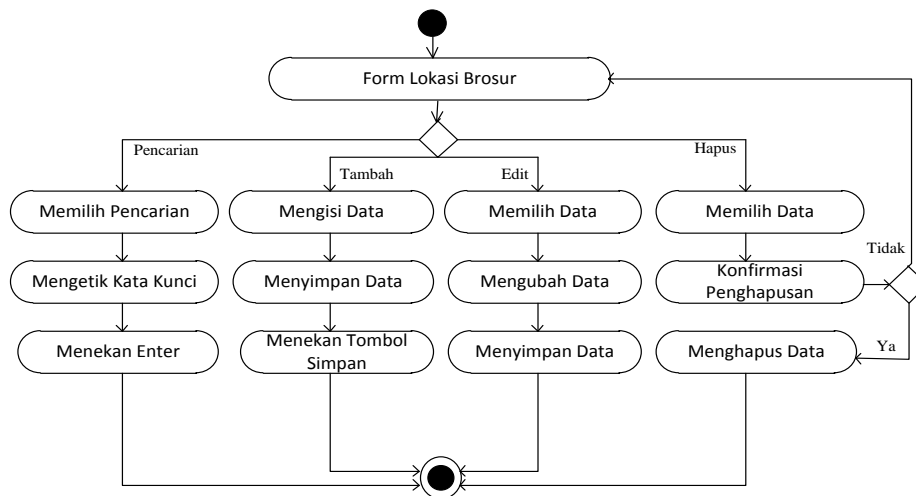 Form Lokasi Brosur
Pencarian
Tambah
Edit
Hapus
Memilih Pencarian
Mengisi Data
Memilih Data
Memilih Data
Tidak
Mengetik Kata Kunci
Menyimpan Data
Mengubah Data
Konfirmasi
Penghapusan
Menekan Enter
Menekan Tombol
Simpan
Menyimpan Data
Menghapus Data
Ya